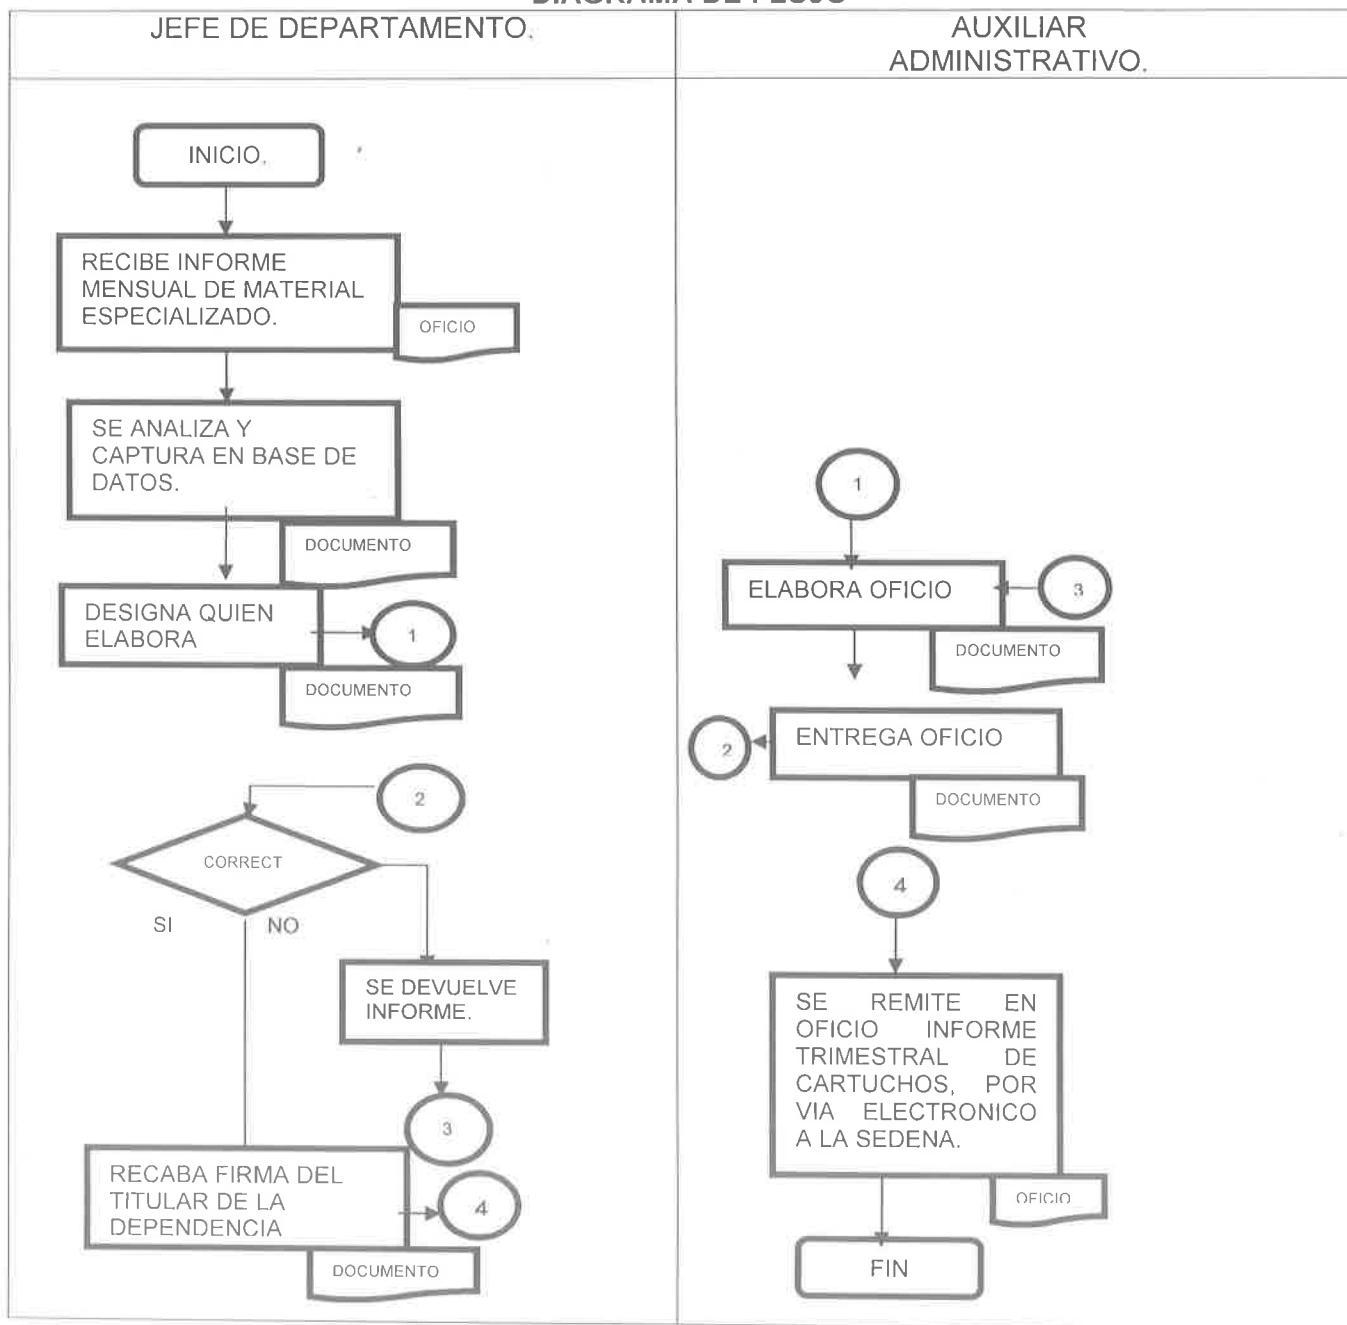 DIAGRAMA DE FLUJO
JEFE DE DEPARTAMENTO.
AUXILIAR
ADMINISTRATIVO.
INICIO.
RECIBE INFORME
MENSUAL DE MATERIAL
ESPECIALIZADO.
OFICIO
SE ANALIZA Y
CAPTURA EN BASE DE
DATOS.
DOCUMENTO
DESIGNA QUIEN
ELABORA
1
DOCUMENTO
2
CORRECT
SI
NO
SE DEVUELVE
INFORME.
3
RECABA FIRMA DEL
TITULAR DE LA
DEPENDENCIA
4
DOCUMENTO
1
ELABORA OFICIO
3
DOCUMENTO
2
ENTREGA OFICIO
DOCUMENTO
4
SE REMITE EN
OFICIO INFORME
TRIMESTRAL DE
CARTUCHOS, POR
VIA ELECTRONICO
A LA SEDENA.
OFICIO
FIN